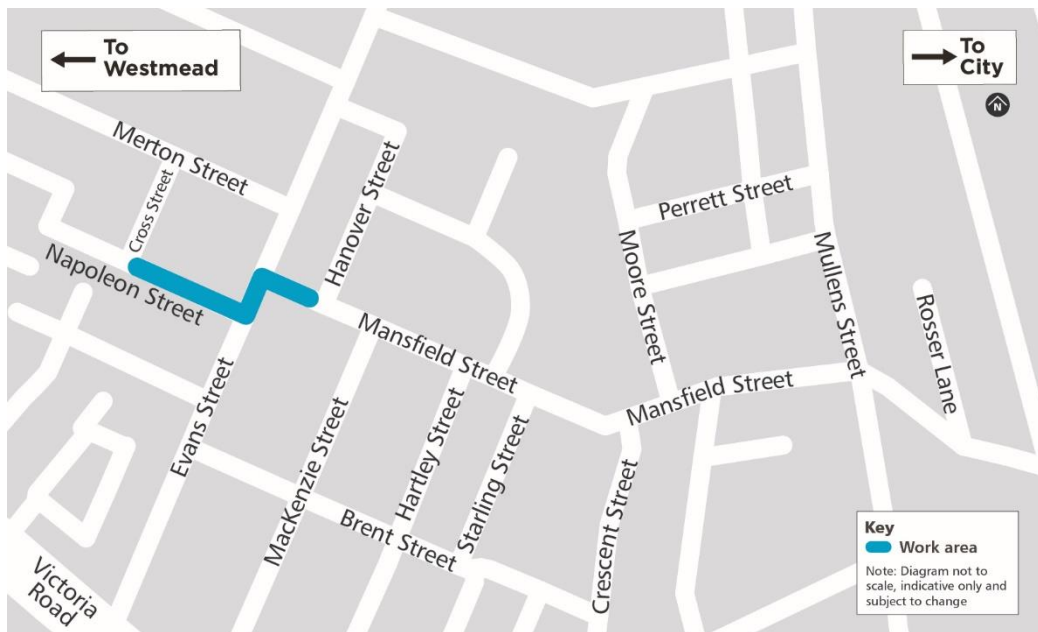 To
Westmead
To
City
N
Merton Street
Cross Street
Hanover Street
Napoleon Street
Perrett Street
Moore Street
Mullens Street
Rosser Lane
Mansfield Street
Mansfield Street
Evans Street
MacKenzie Street
Hartley Street
Starling Street
Brent Street
Crescent Street
Victoria
Road
Key
Work area
Note: Diagram not to
scale, indicative only and
subject to change